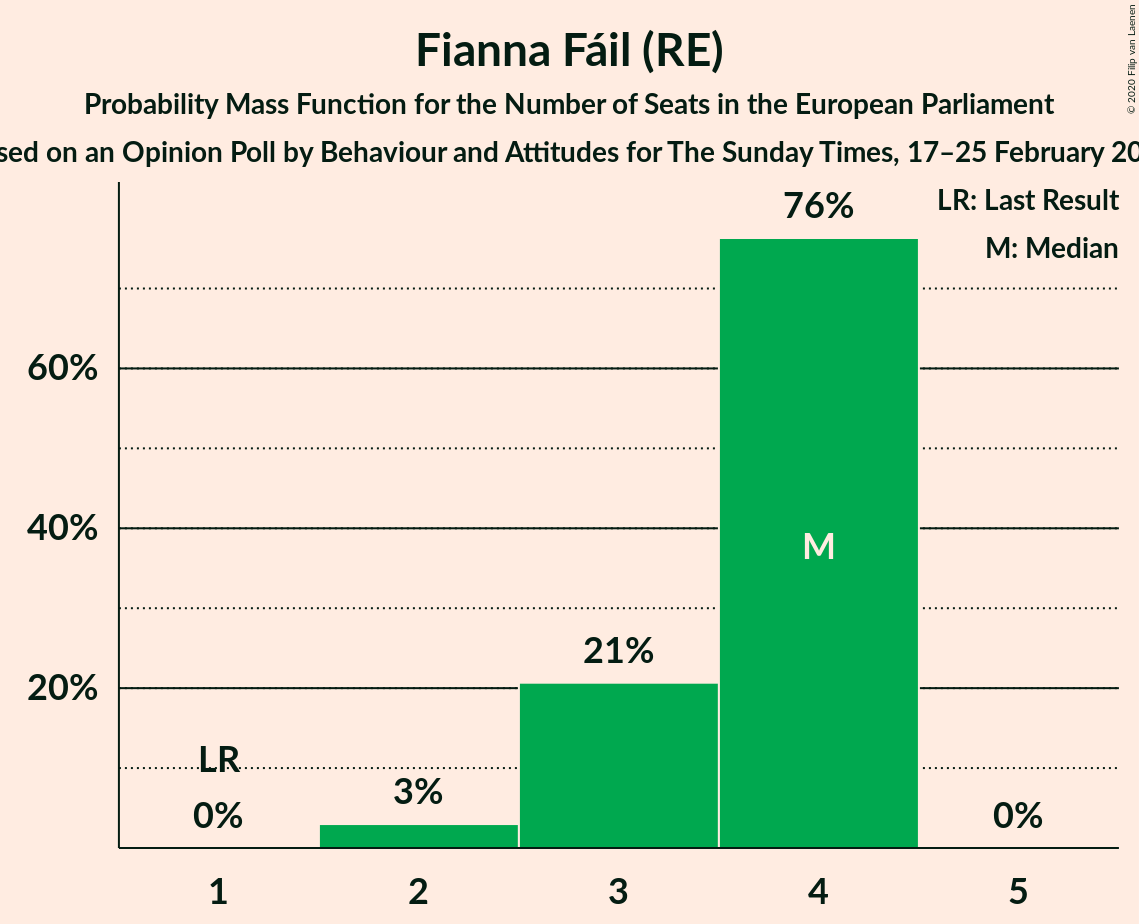 Fianna Fáil (RE)
Probability Mass Function for the Number of Seats in the European Parliament
on an Opinion Poll by Behaviour and Attitudes for The Sunday Times, 17–25 February
© 2020 Filip van Laenen
LR: Last Result
M: Median
76%
60%
40%
M
21%
20%
LR
3%
0%
0%
1
2
3
4
5